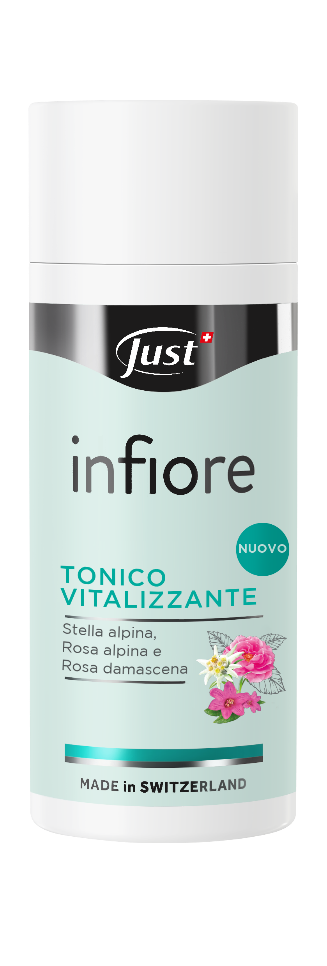 Just
infiore
NUOVO
TONICO
VITALIZZANTE
Stella alpina,
Rosa alpina e
Rosa damascena
MADE in SWITZERLAND